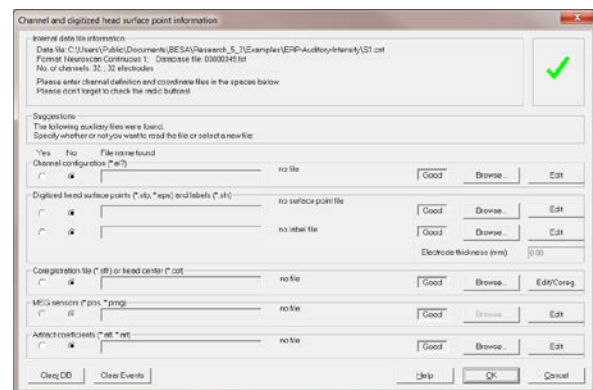 Channel and digitized head surface point information
Internal data file information
Data file: C:\Users\Public\Documents\BESA\Research_5_3\Examples\ERP-Auditory-Intensity\S1.cnt
Format: Neuroscan Continuous 1; Database file: 00000349.fst
No. of channels: 32, 32 electrodes
Please enter channel definition and coordinate files in the spaces below
Please don't forget to check the radio buttons!
Suggestions
The following auxiliary files were found.
Specify whether or not you want to read the file or select a new file:
Yes No File name found
Channel configuration (*.el?)
no file Good Browse... Edit
Digitized head surface points (*.sfp, *.eps) and labels (*.sfn)
no surface point file Good Browse... Edit
no label file Good Browse... Edit
Electrode thickness (mm) 0.00
Coregistration file (*.sfr) or head center (*.cot)
no file Good Browse... Edit/Coreg.
MEG sensors (*.pos, *.pmg)
no file Good Browse... Edit
Artifact coefficients (*.atf, *.art)
no file Good Browse... Edit
Clear DB Clear Events Help OK Cancel